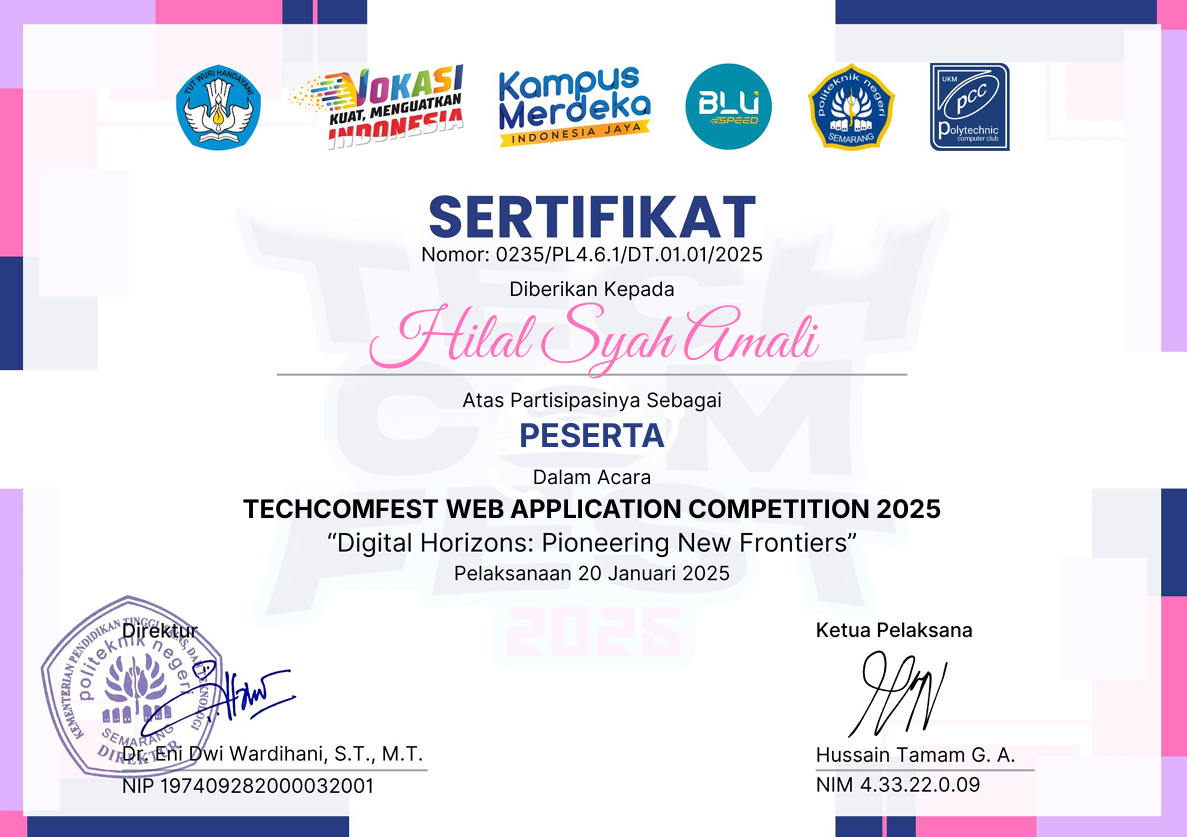 TUT WURI HANDAYANI
VOKASI
KUAT, MENGUATKAN
INDONESIA
Kampus
Merdeka
INDONESIA JAYA
BLU
SPEED
politeknik negeri
SEMARANG
UKM
pcc
Polytechnic
computer club
SERTIFIKAT
Nomor: 0235/PL4.6.1/DT.01.01/2025
Diberikan Kepada
Hilal Syah Amali
Atas Partisipasinya Sebagai
PESERTA
Dalam Acara
TECHCOMFEST WEB APPLICATION COMPETITION 2025
“Digital Horizons: Pioneering New Frontiers”
Pelaksanaan 20 Januari 2025
TECH
COM
FEST
2025
Direktur
KEMENTERIAN PENDIDIKAN TINGGI, SAINS, DAN TEKNOLOGI
politeknik negeri
SEMARANG
DIREKTUR
Dr. Eni Dwi Wardihani, S.T., M.T.
NIP 197409282000032001
Ketua Pelaksana
Hussain Tamam G. A.
NIM 4.33.22.0.09